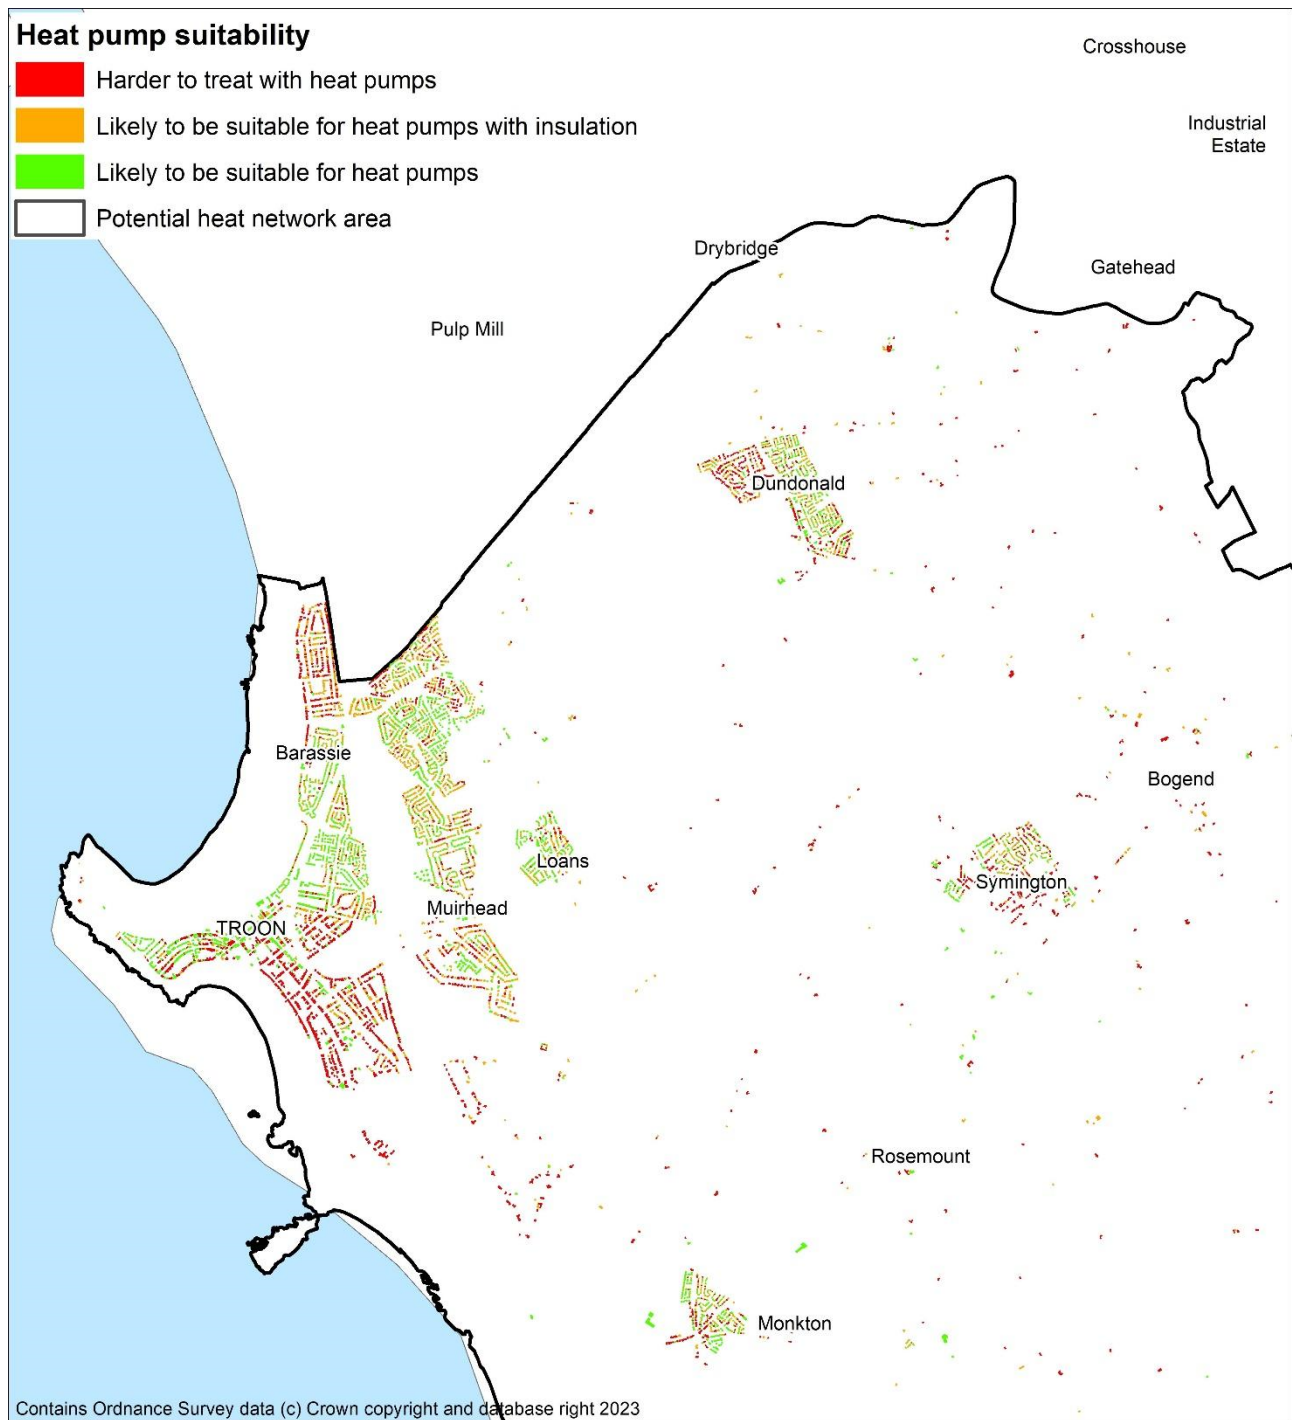 Heat pump suitability
Harder to treat with heat pumps
Likely to be suitable for heat pumps with insulation
Likely to be suitable for heat pumps
Potential heat network area
Crosshouse
Industrial
Estate
Drybridge
Gatehead
Pulp Mill
Dundonald
Barassie
Bogend
Loans
Symington
Muirhead
TROON
Rosemount
Monkton
Contains Ordnance Survey data (c) Crown copyright and database right 2023